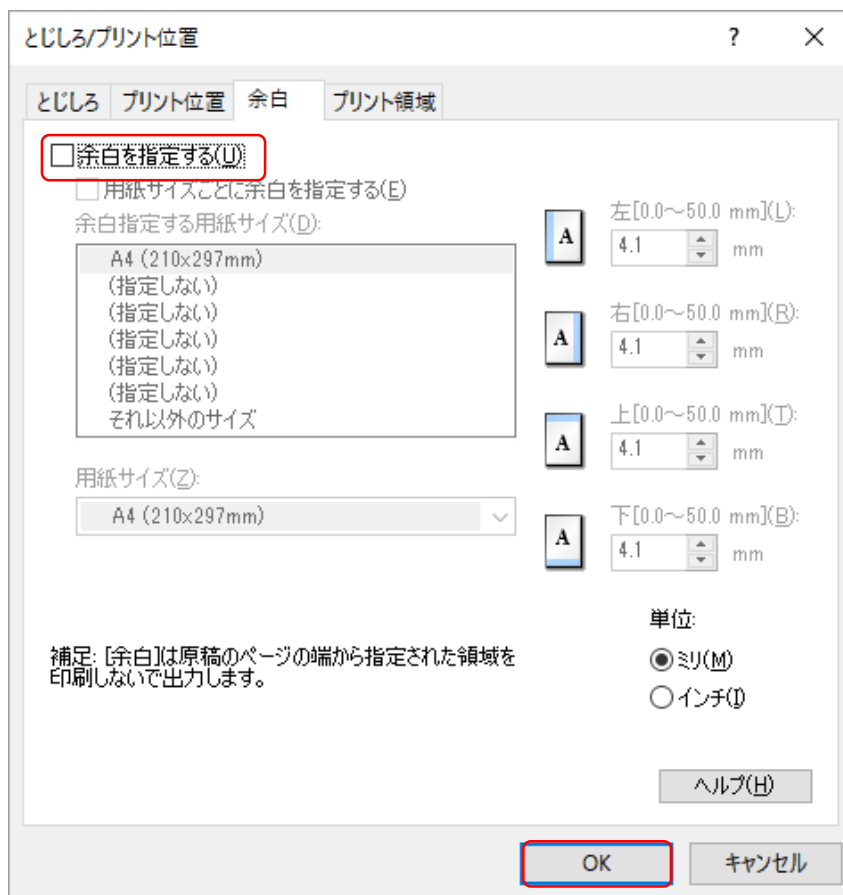 とじしろ/プリント位置
?
とじしろ プリント位置 余白 プリント領域
余白を指定する(U)
用紙サイズごとに余白を指定する(E)
余白指定する用紙サイズ(D):
A4 (210x297mm)
(指定しない)
(指定しない)
(指定しない)
(指定しない)
(指定しない)
それ以外のサイズ
用紙サイズ(Z):
A4 (210x297mm)
A
左[0.0～50.0 mm](L):
4.1 mm
A
右[0.0～50.0 mm](R):
4.1 mm
A
上[0.0～50.0 mm](T):
4.1 mm
A
下[0.0～50.0 mm](B):
4.1 mm
単位:
ミリ(M)
インチ(I)
補足: [余白]は原稿のページの端から指定された領域を
印刷しないで出力します。
ヘルプ(H)
OK キャンセル